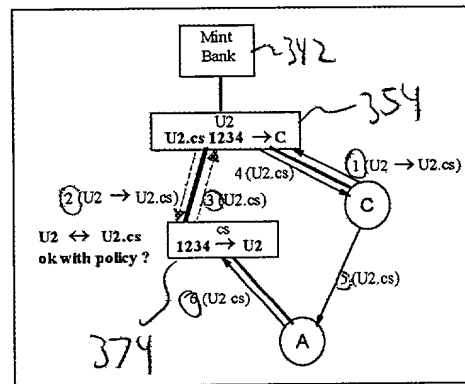 Mint
Bank
342
354
U2
U2.cs 1234 → C
1 (U2 → U2.cs)
4 (U2.cs)
2 (U2 → U2.cs)
3 (U2.cs)
C
U2 ↔ U2.cs
ok with policy ?
cs
1234 → U2
5 (U2.cs)
6 (U2 cs)
374
A